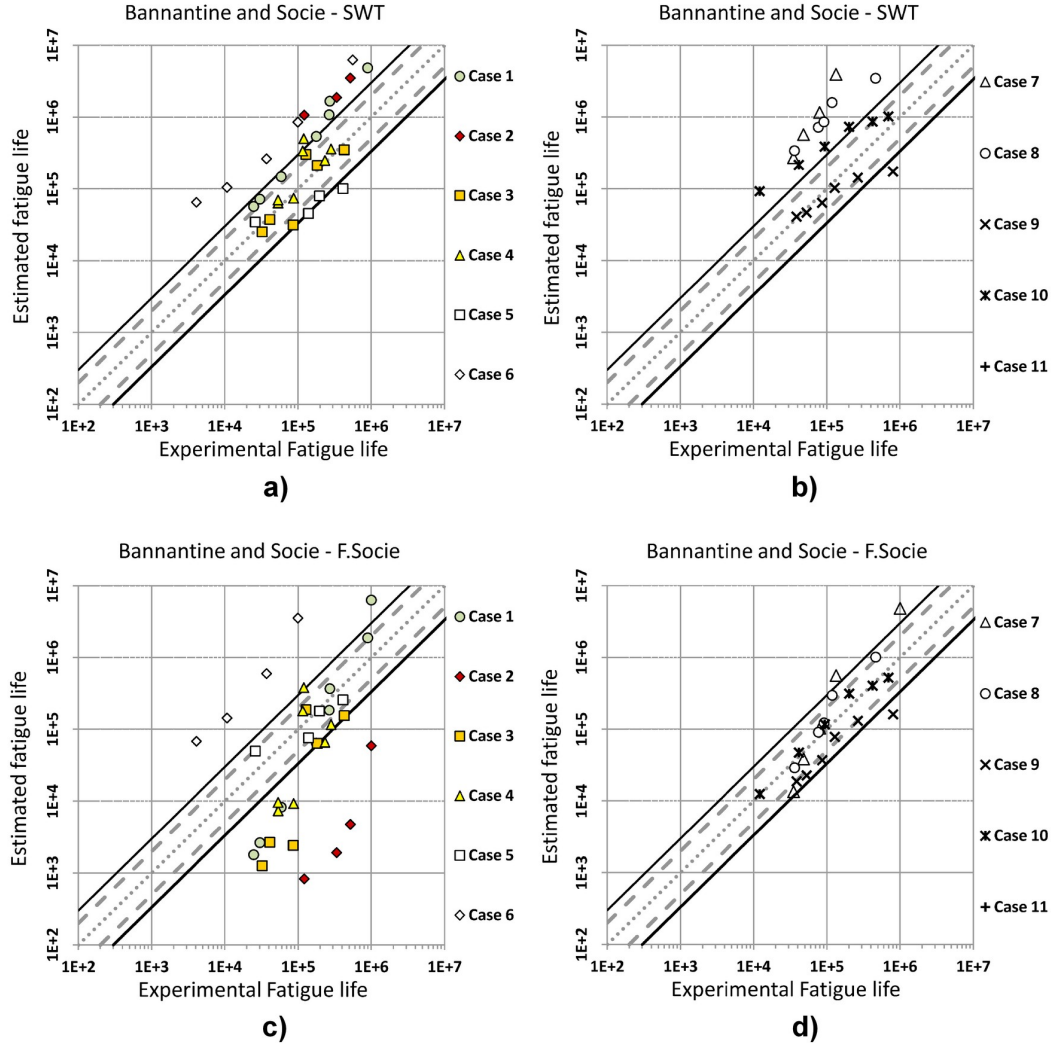 Bannantine and Socie - SWT
Estimated fatigue life
1E+7
1E+6
1E+5
1E+4
1E+3
1E+2
1E+2 1E+3 1E+4 1E+5 1E+6 1E+7
Experimental Fatigue life
Case 1
Case 2
Case 3
Case 4
Case 5
Case 6
a)
Bannantine and Socie - SWT
Estimated fatigue life
1E+7
1E+6
1E+5
1E+4
1E+3
1E+2
1E+2 1E+3 1E+4 1E+5 1E+6 1E+7
Experimental Fatigue life
Case 7
Case 8
Case 9
Case 10
Case 11
b)
Bannantine and Socie - F.Socie
Estimated fatigue life
1E+7
1E+6
1E+5
1E+4
1E+3
1E+2
1E+2 1E+3 1E+4 1E+5 1E+6 1E+7
Experimental Fatigue life
Case 1
Case 2
Case 3
Case 4
Case 5
Case 6
c)
Bannantine and Socie - F.Socie
Estimated fatigue life
1E+7
1E+6
1E+5
1E+4
1E+3
1E+2
1E+2 1E+3 1E+4 1E+5 1E+6 1E+7
Experimental Fatigue life
Case 7
Case 8
Case 9
Case 10
Case 11
d)